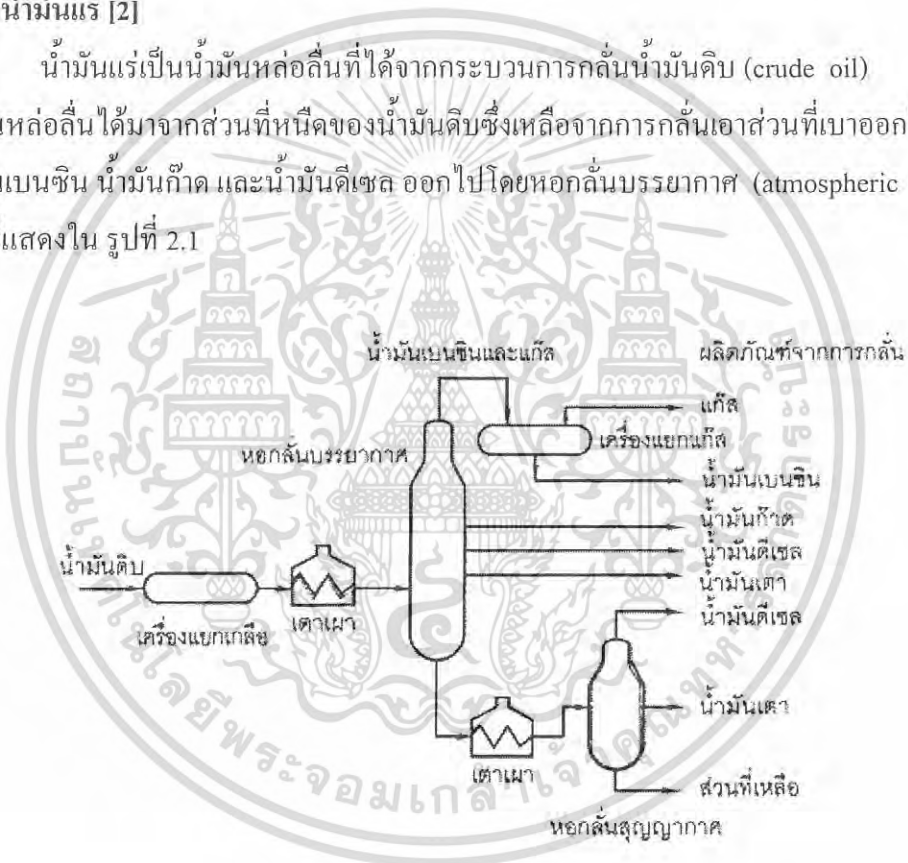 น้ำมันแร่ [2]
น้ำมันแร่เป็นน้ำมันหล่อลื่นที่ได้จากกระบวนการกลั่นน้ำมันดิบ (crude oil)
หล่อลื่นได้มาจากส่วนที่หนืดของน้ำมันดิบซึ่งเหลือจากการกลั่นเอาส่วนที่เบาออก
เบนซิน น้ำมันก๊าด และน้ำมันดีเซล ออกไปโดยหอกลั่นบรรยากาศ (atmospheric
แสดงใน รูปที่ 2.1
น้ำมันเบนซินและแก๊ส
ผลิตภัณฑ์จากการกลั่น
แก๊ส
เครื่องแยกแก๊ส
หอกลั่นบรรยากาศ
น้ำมันเบนซิน
น้ำมันก๊าด
น้ำมันดีเซล
น้ำมันดิบ
น้ำมันเตา
เครื่องแยกเกลือ
เตาเผา
น้ำมันดีเซล
น้ำมันเตา
เตาเผา
ส่วนที่เหลือ
หอกลั่นสุญญากาศ